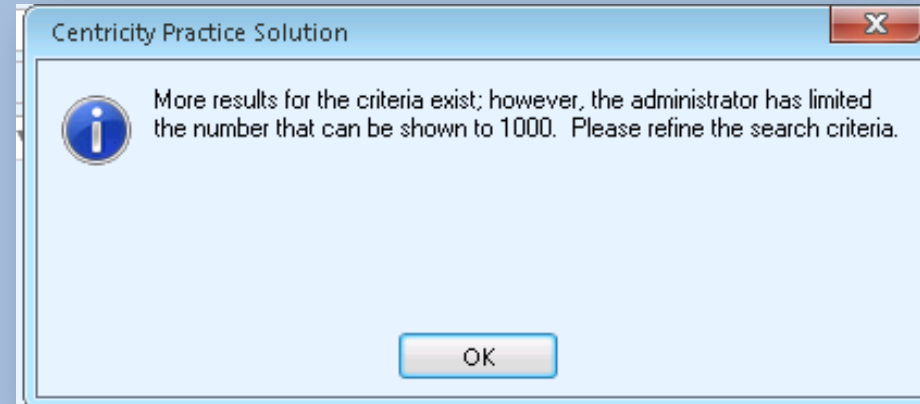 Centricity Practice Solution
More results for the criteria exist; however, the administrator has limited
the number that can be shown to 1000.  Please refine the search criteria.
OK